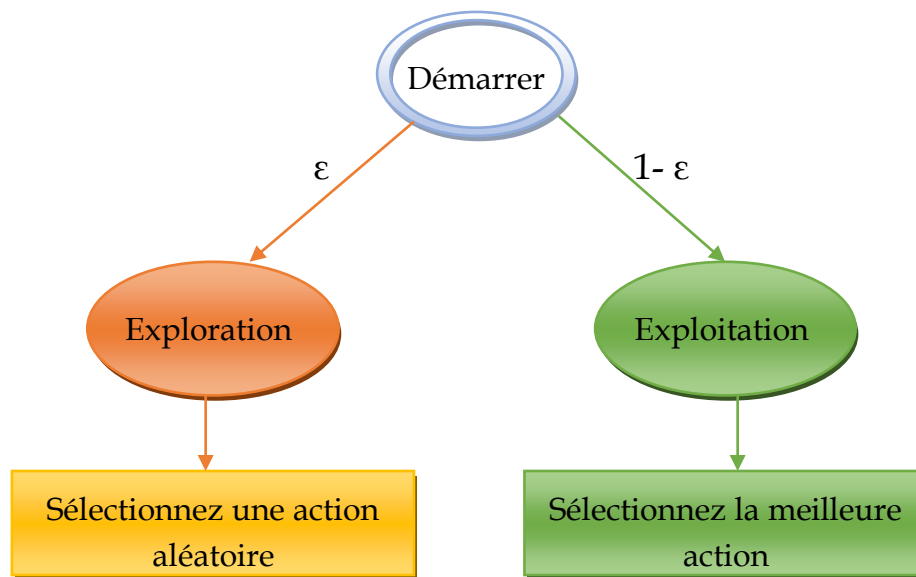 Démarrer
ε
1- ε
Exploration
Exploitation
Sélectionnez une action
aléatoire
Sélectionnez la meilleure
action